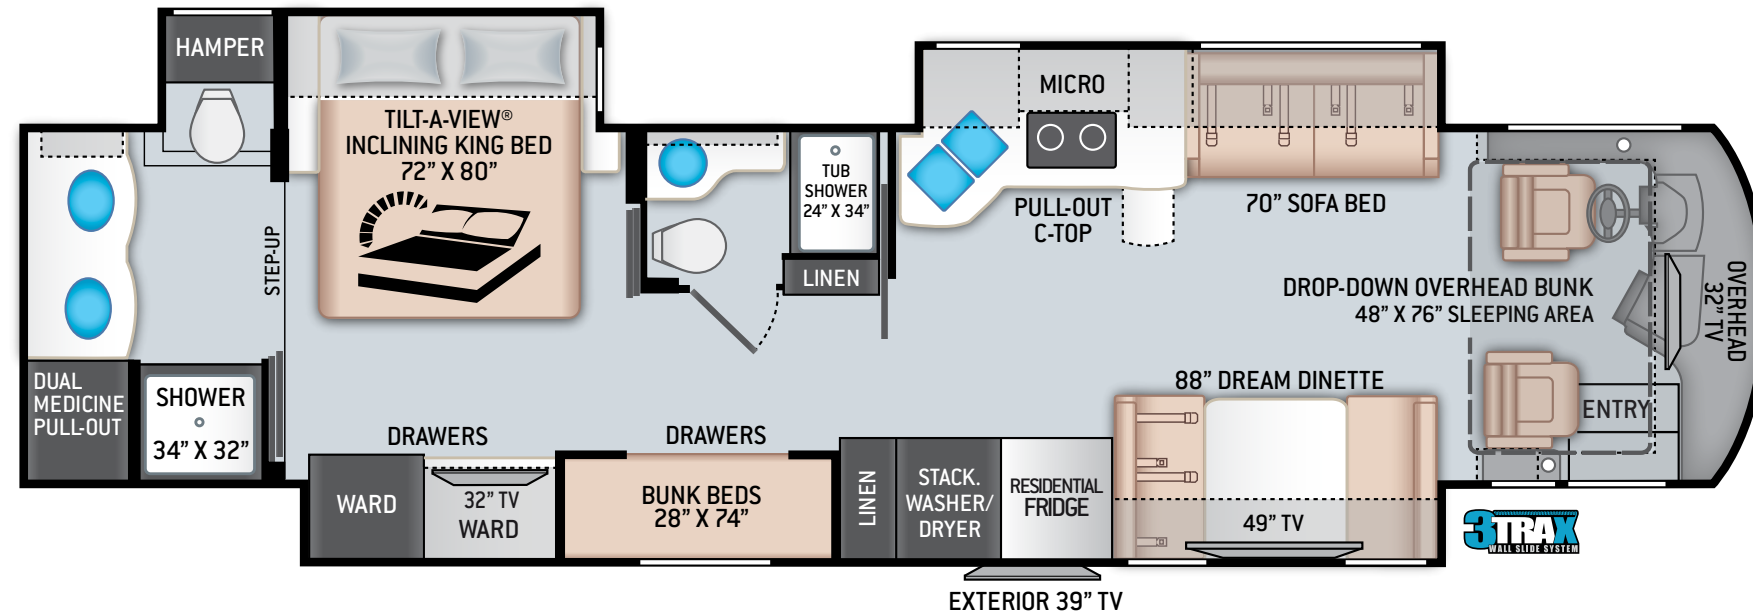 HAMPER
TILT-A-VIEW®
INCLINING KING BED
72” X 80”
STEP-UP
DUAL
MEDICINE
PULL-OUT
SHOWER
34” X 32”
TUB
SHOWER
24” X 34”
LINEN
MICRO
PULL-OUT
C-TOP
70” SOFA BED
DROP-DOWN OVERHEAD BUNK
48” X 76” SLEEPING AREA
OVERHEAD
32” TV
88” DREAM DINETTE
ENTRY
DRAWERS
DRAWERS
WARD
32” TV
WARD
BUNK BEDS
28” X 74”
LINEN
STACK.
WASHER/
DRYER
RESIDENTIAL
FRIDGE
49” TV
3TRAX
WALL SLIDE SYSTEM
EXTERIOR 39” TV